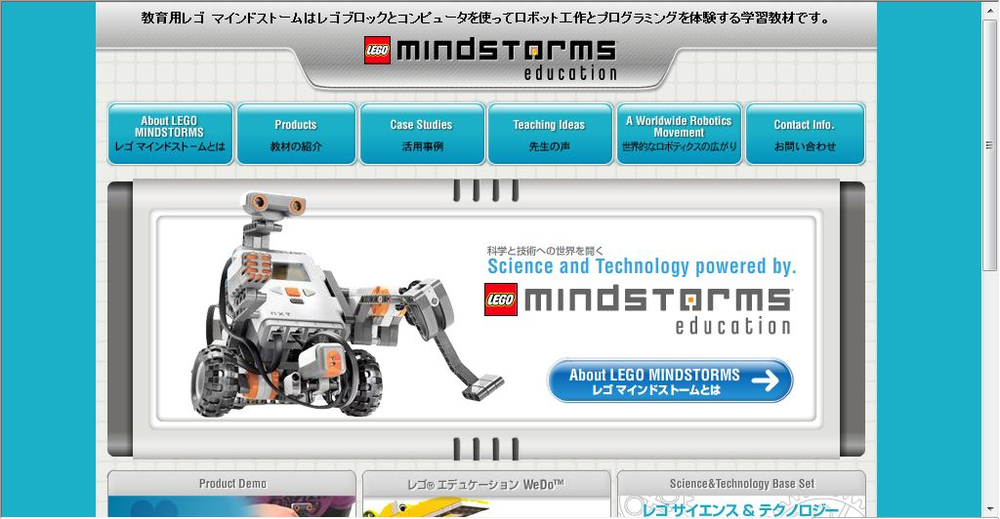 教育用レゴ マインドストームはレゴブロックとコンピュータを使ってロボット工作とプログラミングを体験する学習教材です。
LEGO mindstorms
education
About LEGO
MINDSTORMS
レゴ マインドストームとは
Products
教材の紹介
Case Studies
活用事例
Teaching Ideas
先生の声
A Worldwide Robotics
Movement
世界的なロボティクスの広がり
Contact Info.
お問い合わせ
NXT
科学と技術への世界を開く
Science and Technology powered by.
LEGO mindstorms
education
About LEGO MINDSTORMS
レゴ マインドストームとは
Product Demo
レゴ® エデュケーション WeDo™
Science&Technology Base Set
レゴ サイエンス & テクノロジー